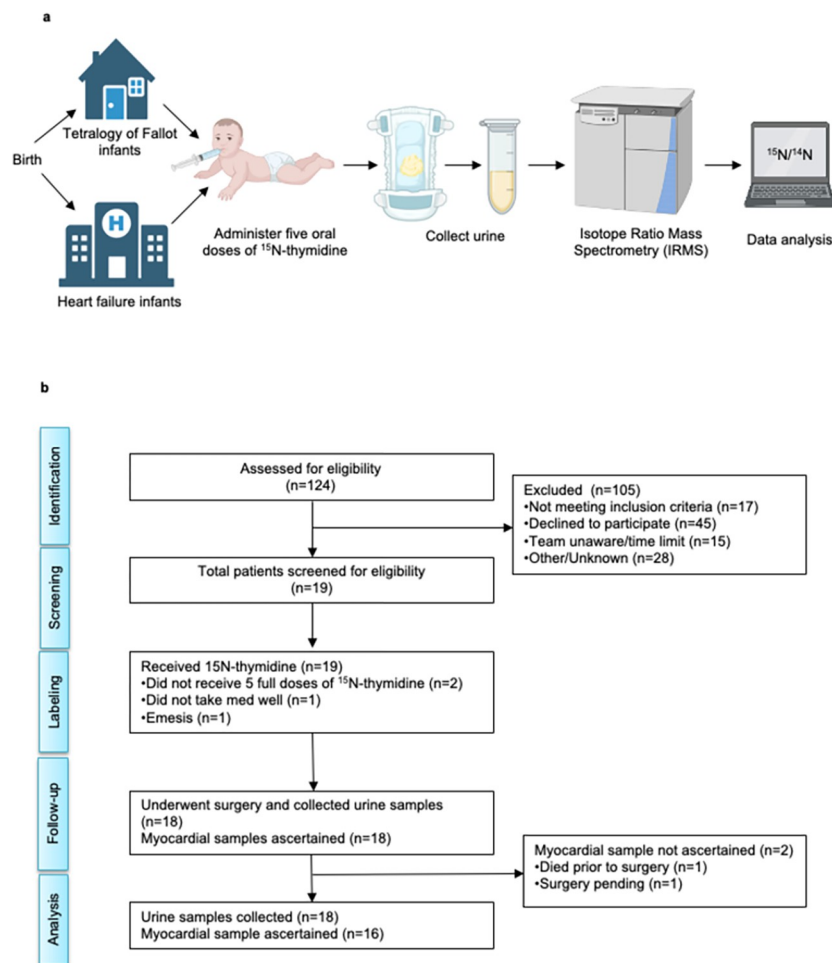 a
Tetralogy of Fallot
infants
Birth
H
Heart failure infants
Administer five oral
doses of ¹⁵N-thymidine
Collect urine
Isotope Ratio Mass
Spectrometry (IRMS)
¹⁵N/¹⁴N
Data analysis
b
Identification
Assessed for eligibility
(n=124)
Excluded (n=105)
•Not meeting inclusion criteria (n=17)
•Declined to participate (n=45)
•Team unaware/time limit (n=15)
•Other/Unknown (n=28)
Screening
Total patients screened for eligibility
(n=19)
Labeling
Received 15N-thymidine (n=19)
•Did not receive 5 full doses of ¹⁵N-thymidine (n=2)
•Did not take med well (n=1)
•Emesis (n=1)
Follow-up
Underwent surgery and collected urine samples
(n=18)
Myocardial samples ascertained (n=18)
Myocardial sample not ascertained (n=2)
•Died prior to surgery (n=1)
•Surgery pending (n=1)
Analysis
Urine samples collected (n=18)
Myocardial sample ascertained (n=16)